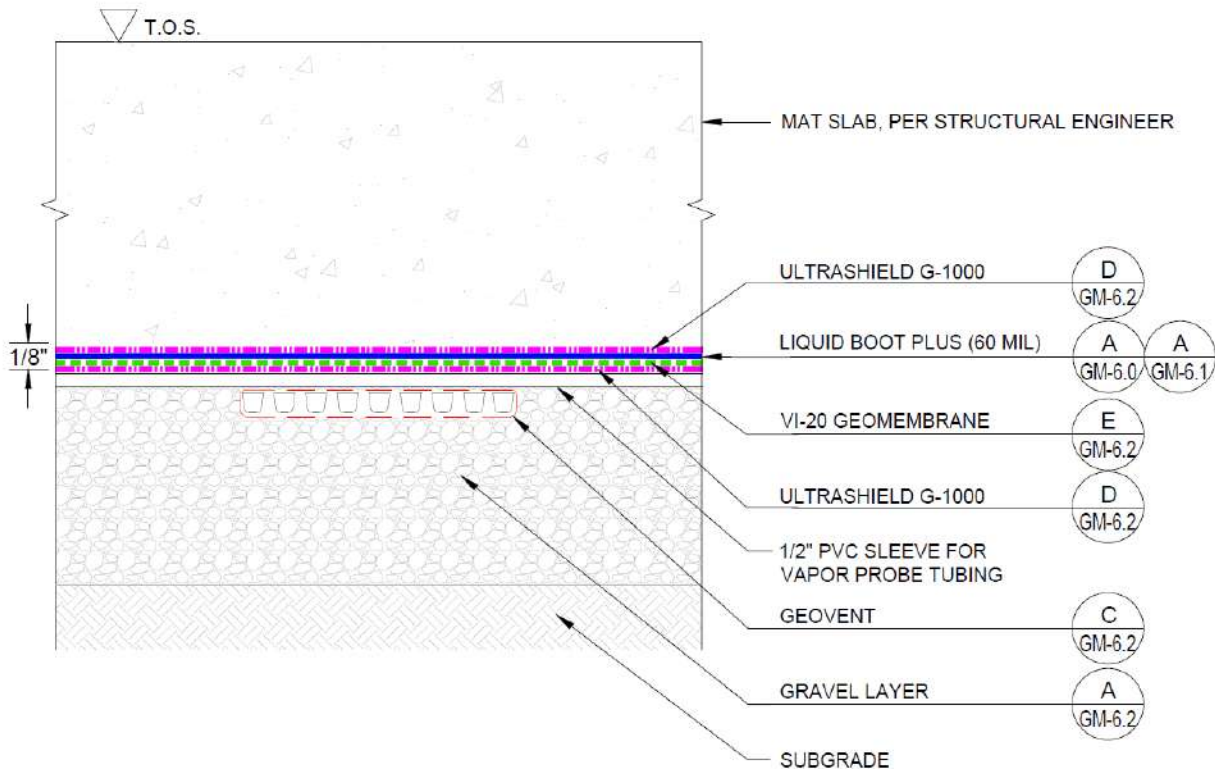 T.O.S.
MAT SLAB, PER STRUCTURAL ENGINEER
1/8"
ULTRASHIELD G-1000
D
GM-6.2
LIQUID BOOT PLUS (60 MIL)
A
GM-6.0
A
GM-6.1
VI-20 GEOMEMBRANE
E
GM-6.2
ULTRASHIELD G-1000
D
GM-6.2
1/2" PVC SLEEVE FOR
VAPOR PROBE TUBING
GEOVENT
C
GM-6.2
GRAVEL LAYER
A
GM-6.2
SUBGRADE